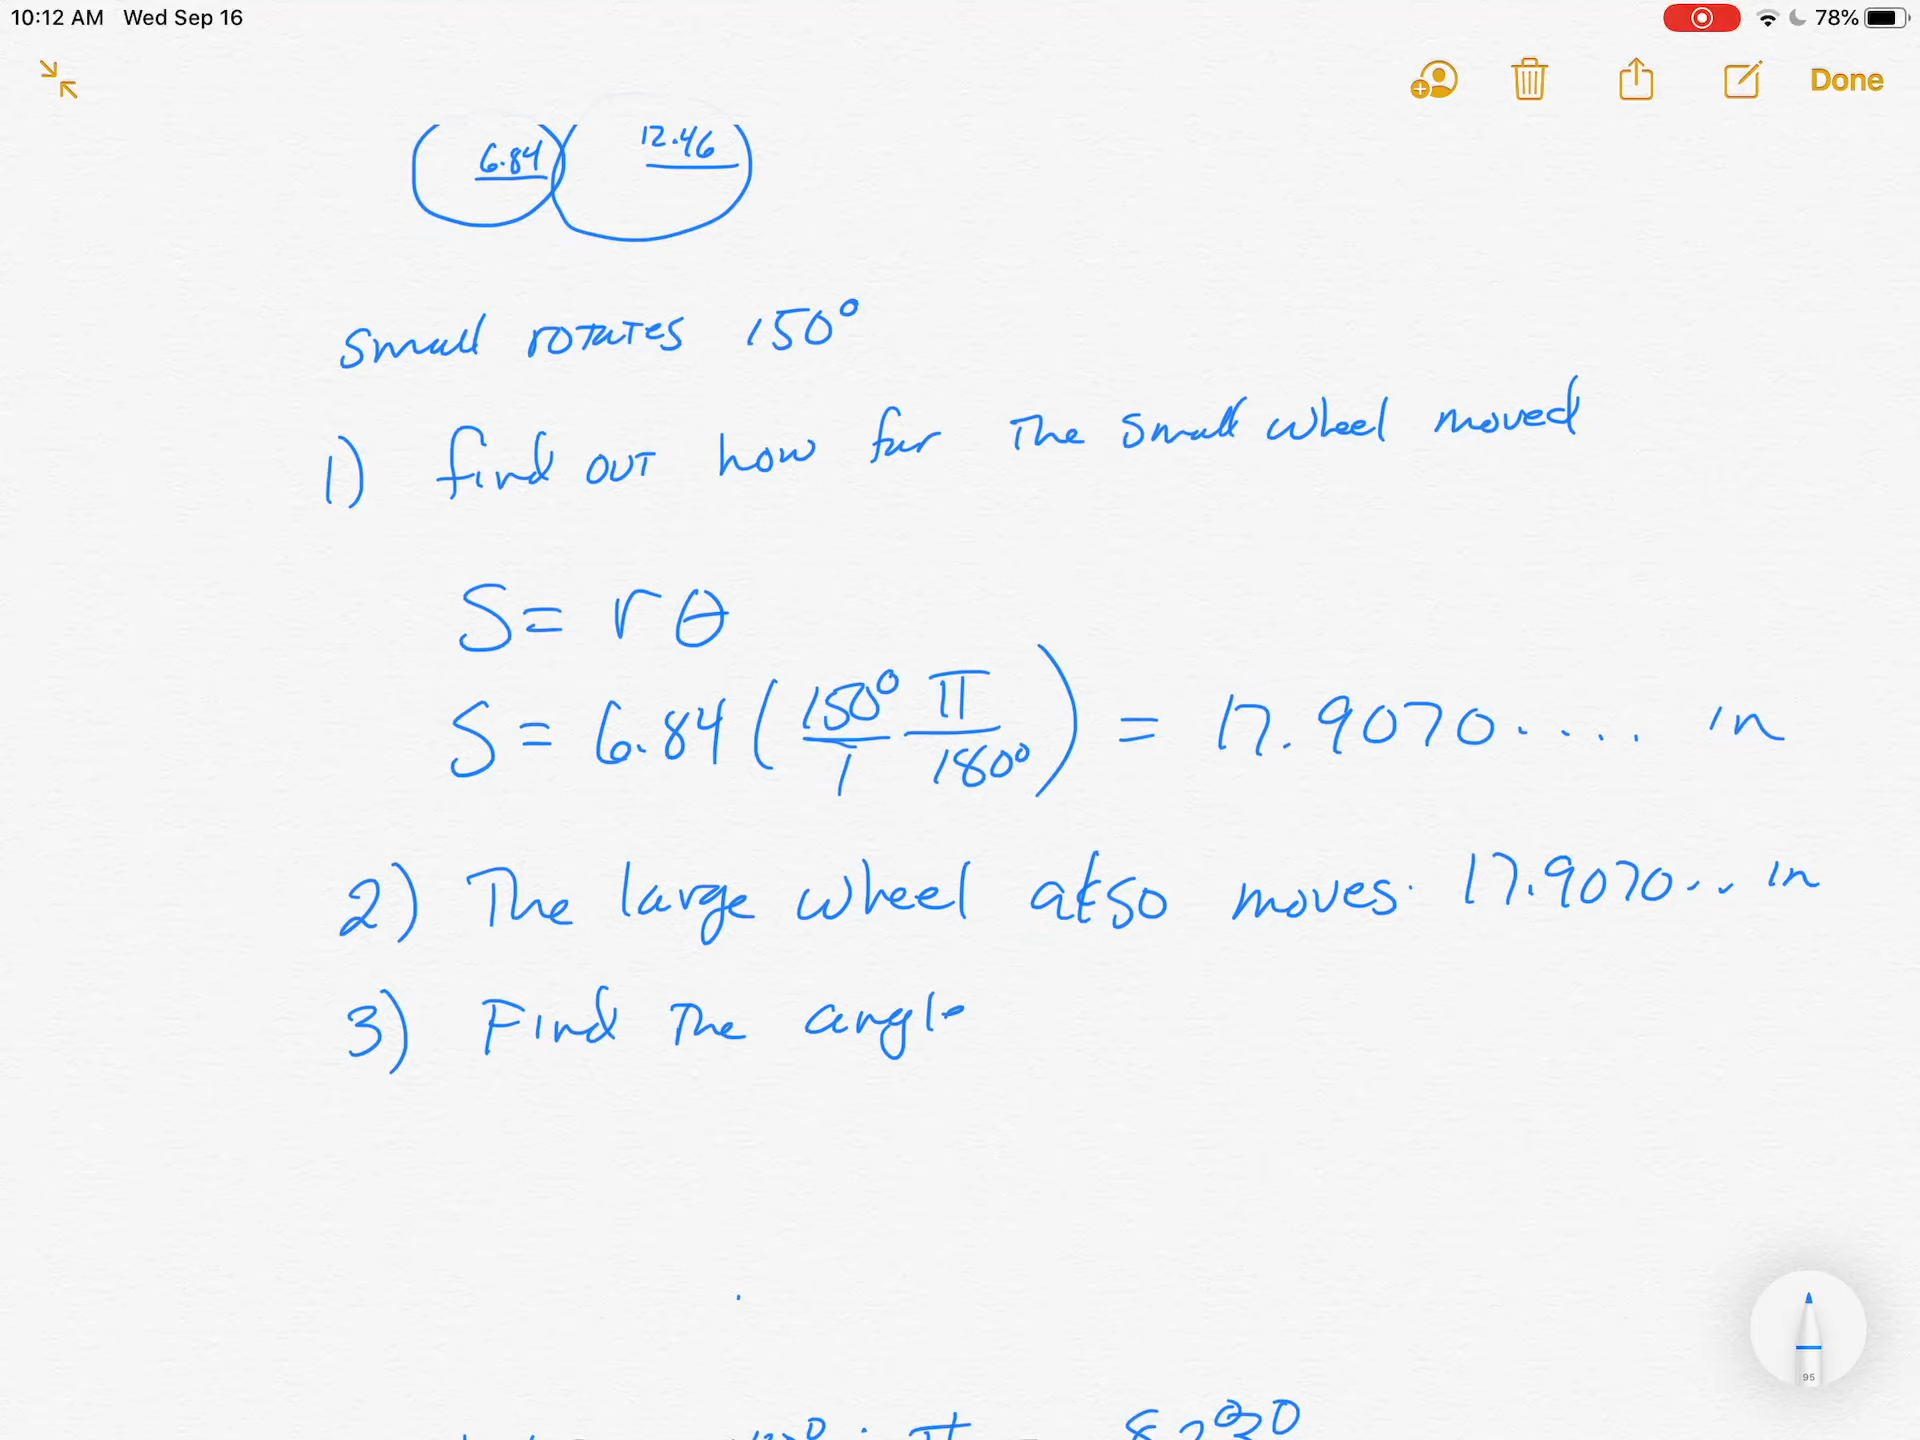 10:12 AM Wed Sep 16
78%
Done
6.84 12.46
small rotates 150°
1) find out how far The small wheel moved
S = r θ
S = 6.84 ( 150°/1 π/180° ) = 17.9070.... in
2) The large wheel also moves 17.9070... in
3) Find The angle
95